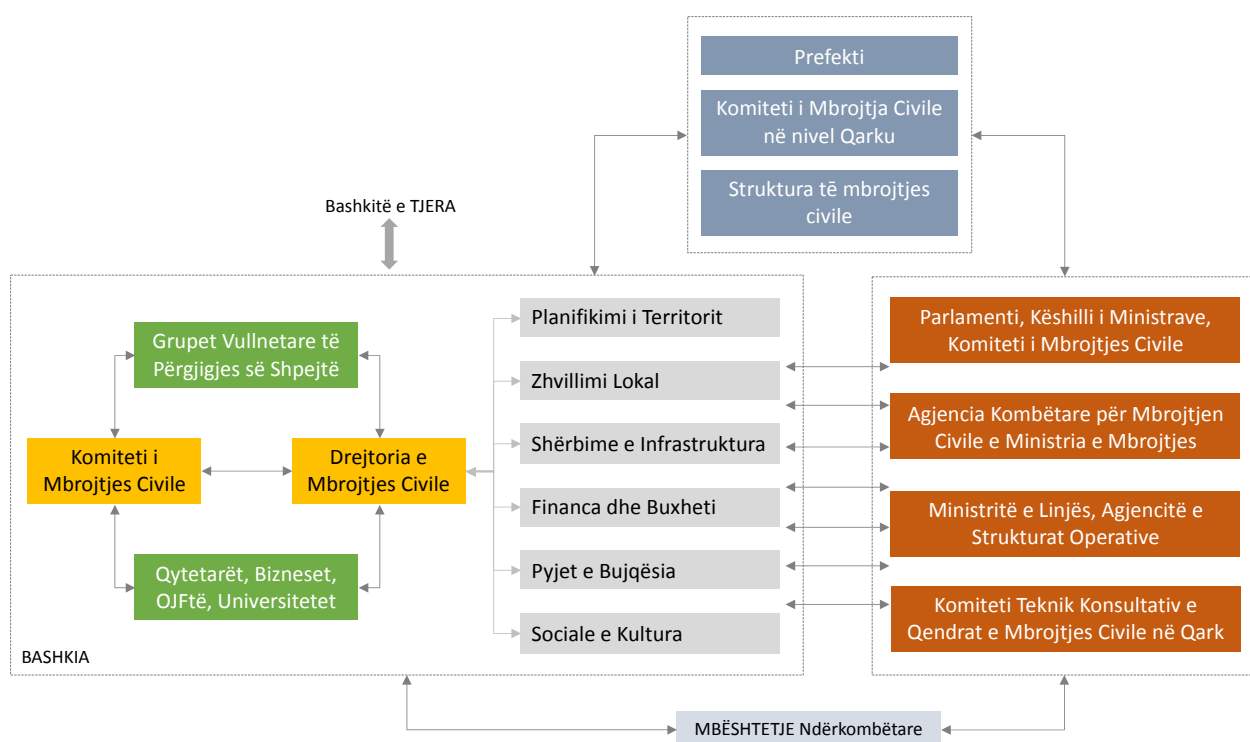 Prefekti
Komiteti i Mbrojtja Civile
në nivel Qarku
Struktura tē mbrojtjes
civile
Bashkitë e TJERA
Grupet Vullnetare të
Përgjigjes së Shpejtë
Komiteti i
Mbrojtjes Civile
Drejtoria e
Mbrojtjes Civile
Qytetarët, Bizneset,
OJFtë, Universitetet
BASHKIA
Planifikimi i Territorit
Zhvillimi Lokal
Shërbime e Infrastruktura
Financa dhe Buxheti
Pyjet e Bujqësia
Sociale e Kultura
Parlamenti, Këshilli i Ministrave,
Komiteti i Mbrojtjes Civile
Agjencia Kombëtare për Mbrojtjen
Civile e Ministria e Mbrojtjes
Ministritë e Linjës, Agjencitë e
Strukturat Operative
Komiteti Teknik Konsultativ e
Qendrat e Mbrojtjes Civile në Qark
MBËSHTETJE Ndërkombëtare